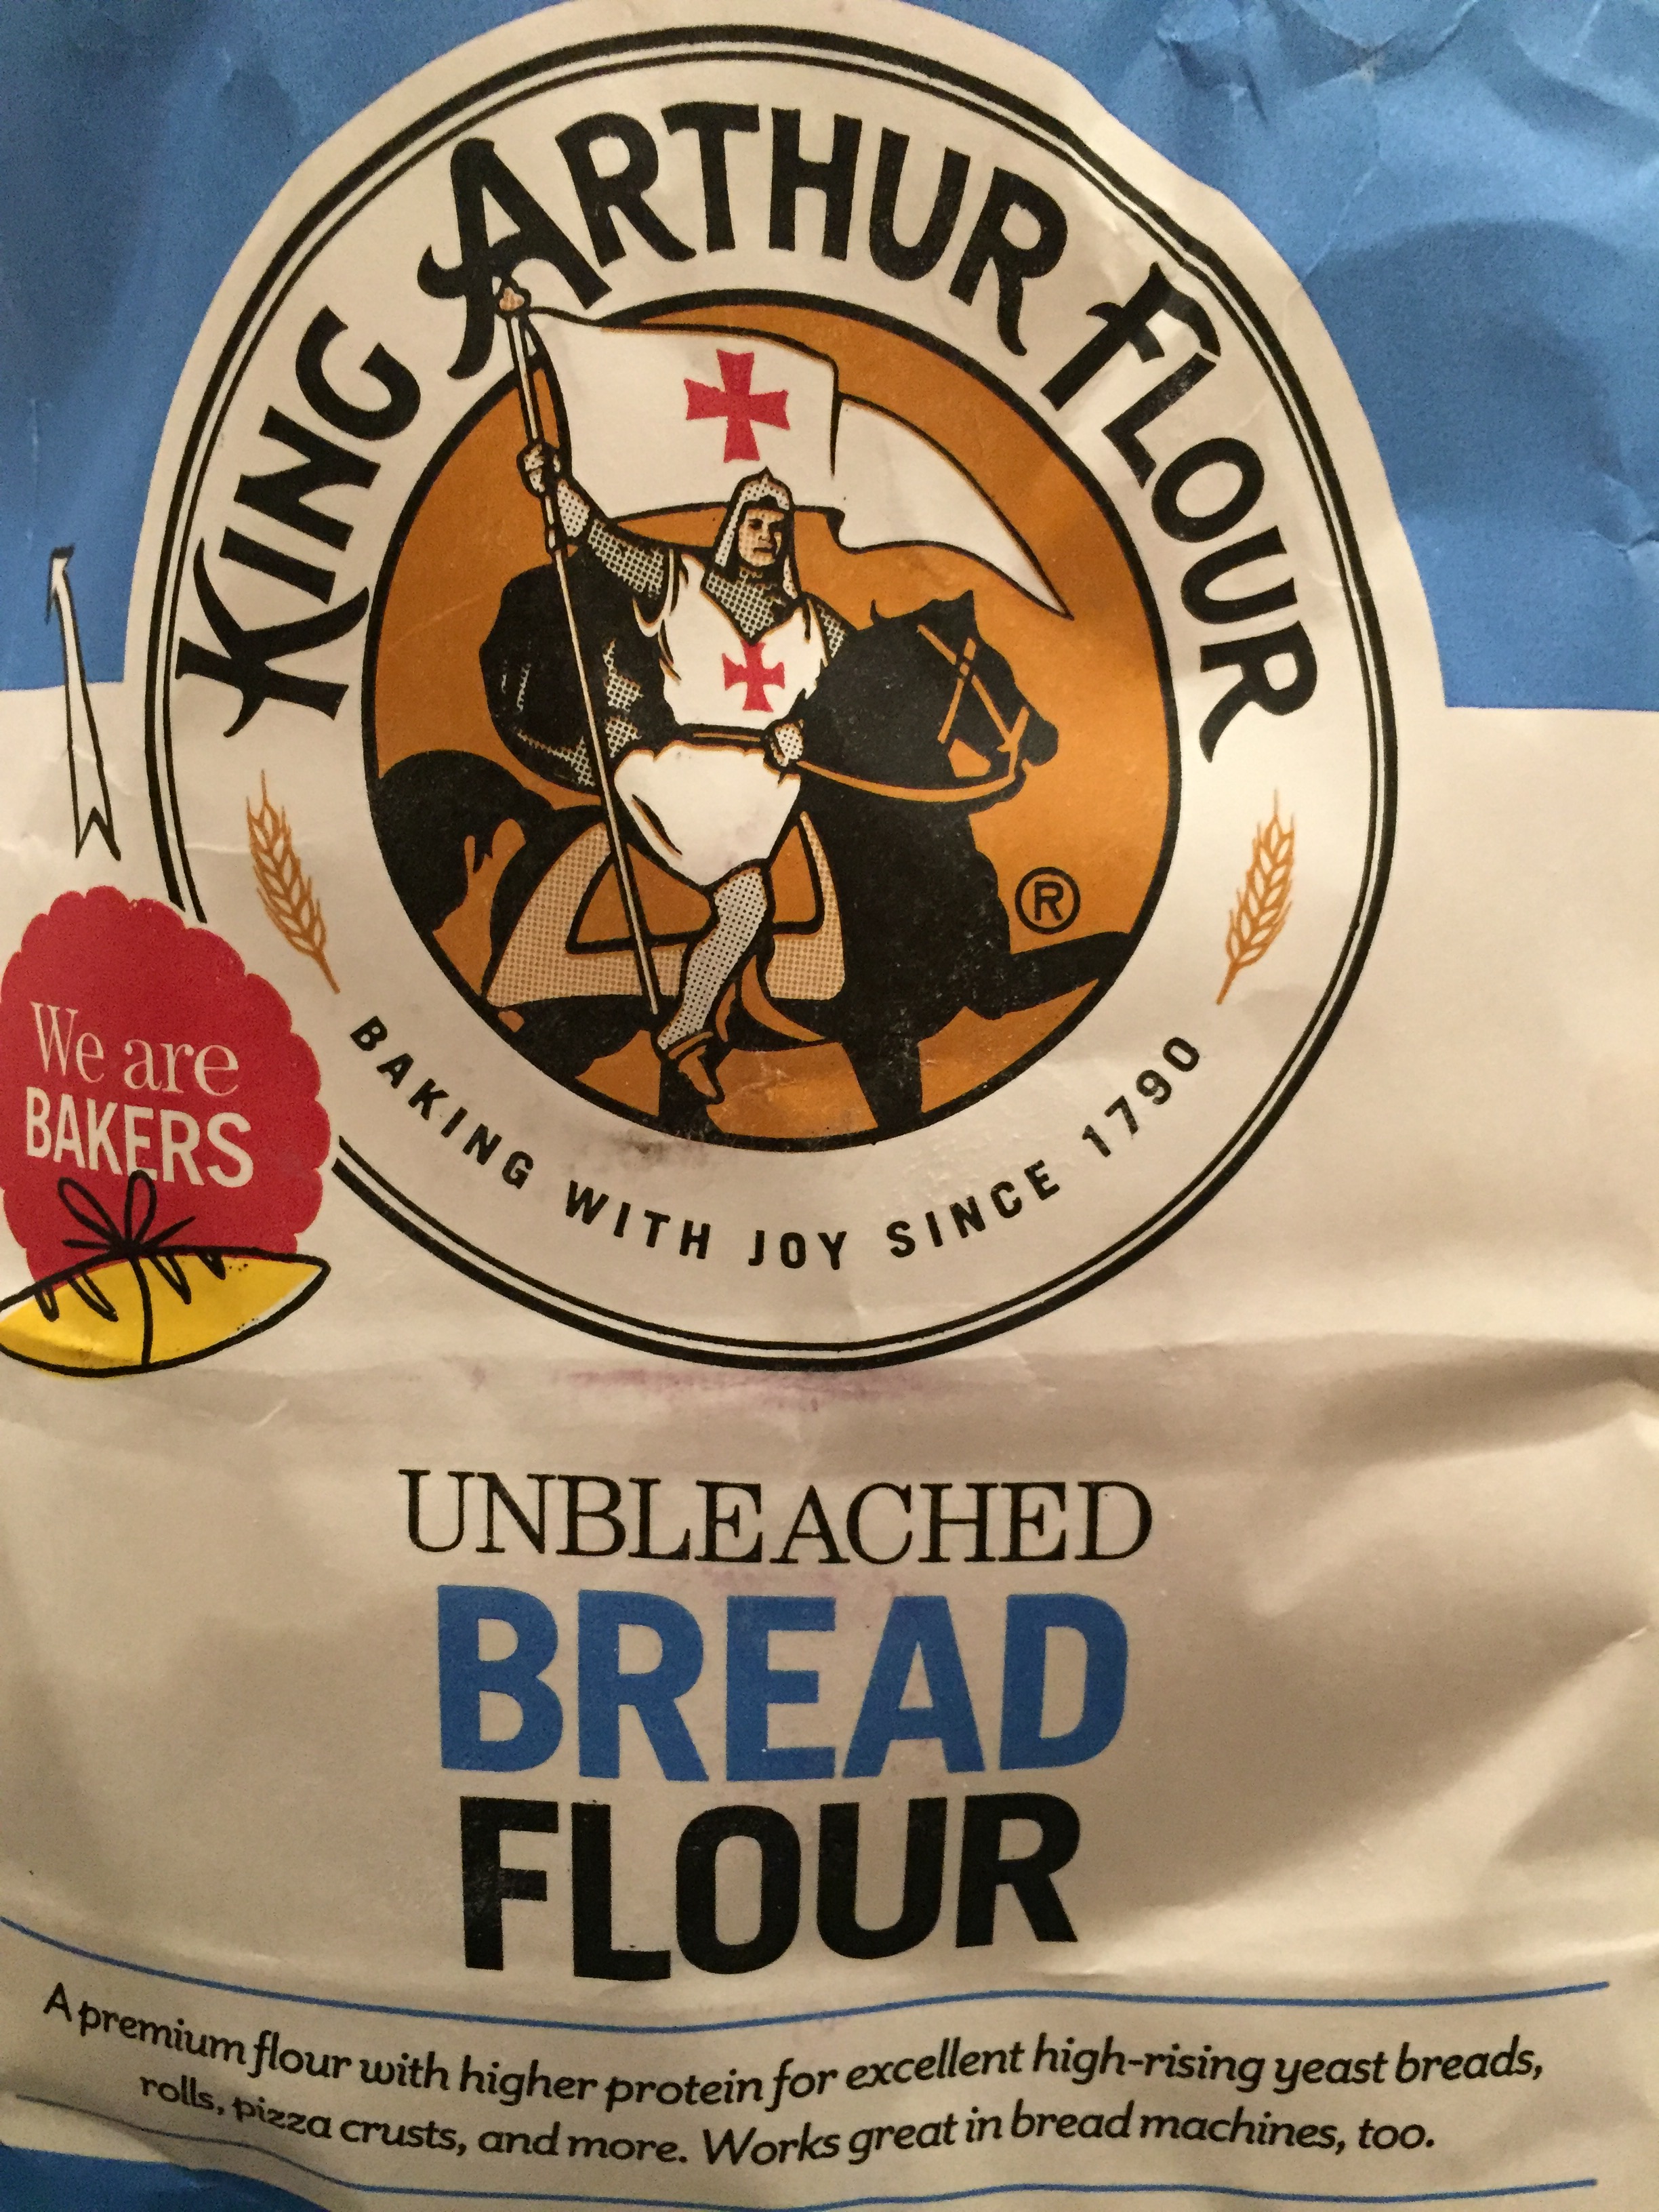 KING ARTHUR FLOUR
®
BAKING WITH JOY SINCE 1790
We are
BAKERS
UNBLEACHED
BREAD
FLOUR
A premium flour with higher protein for excellent high-rising yeast breads,
rolls, pizza crusts, and more. Works great in bread machines, too.